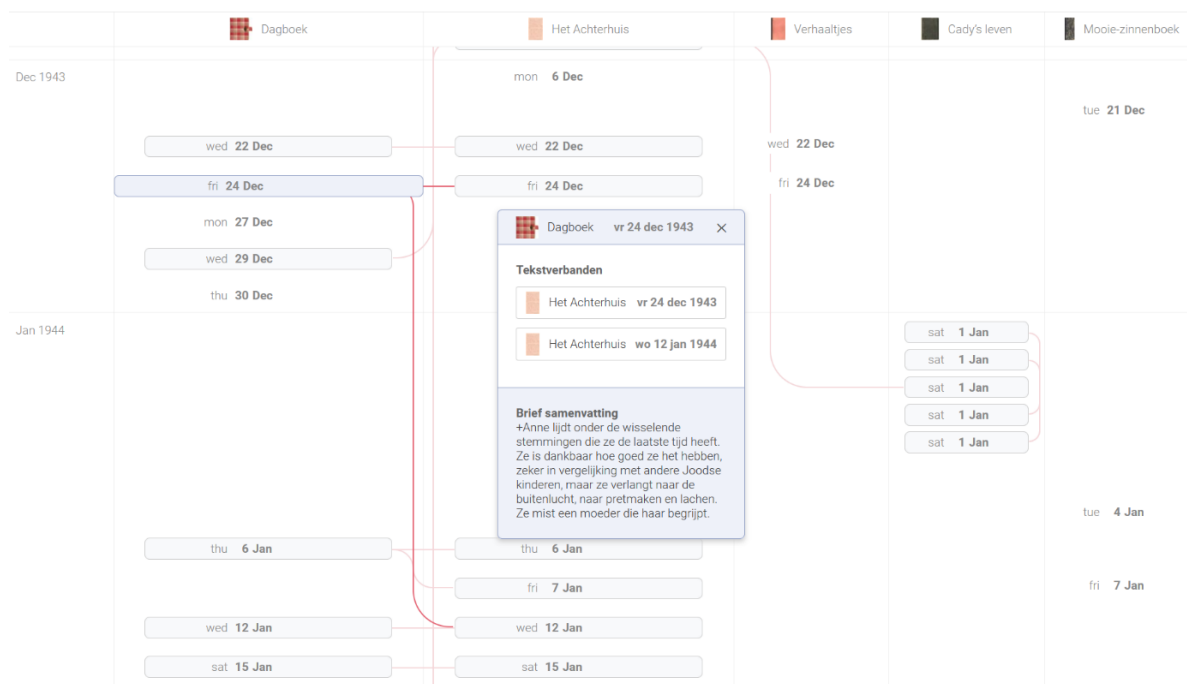 Dagboek Het Achterhuis Verhaaltjes Cady's leven Mooie-zinnenboek
Dec 1943 mon 6 Dec
tue 21 Dec
wed 22 Dec wed 22 Dec wed 22 Dec
fri 24 Dec fri 24 Dec fri 24 Dec
mon 27 Dec
wed 29 Dec
thu 30 Dec
Dagboek vr 24 dec 1943
Tekstverbanden
Het Achterhuis vr 24 dec 1943
Het Achterhuis wo 12 jan 1944
Brief samenvatting
+Anne lijdt onder de wisselende
stemmingen die ze de laatste tijd heeft.
Ze is dankbaar hoe goed ze het hebben,
zeker in vergelijking met andere Joodse
kinderen, maar ze verlangt naar de
buitenlucht, naar pretmaken en lachen.
Ze mist een moeder die haar begrijpt.
Jan 1944 sat 1 Jan
sat 1 Jan
sat 1 Jan
sat 1 Jan
sat 1 Jan
tue 4 Jan
thu 6 Jan thu 6 Jan
fri 7 Jan fri 7 Jan
wed 12 Jan wed 12 Jan
sat 15 Jan sat 15 Jan